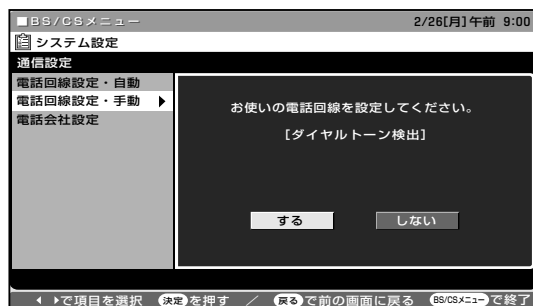 ■BS/CSメニュー 2/26[月]午前 9:00
システム設定
通信設定
電話回線設定・自動
電話回線設定・手動
電話会社設定
お使いの電話回線を設定してください。
[ダイヤルトーン検出]
する しない
で項目を選択 決定を押す / 戻るで前の画面に戻る BS/CSメニューで終了